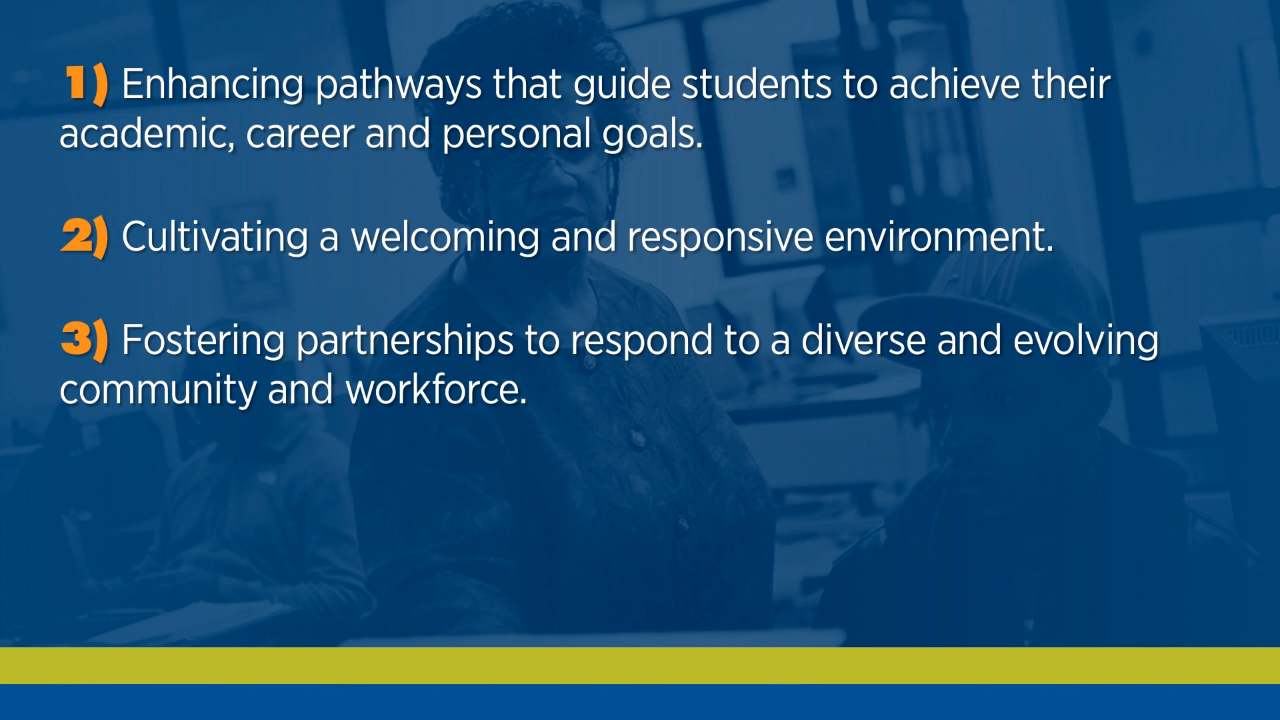 1) Enhancing pathways that guide students to achieve their
academic, career and personal goals.
2) Cultivating a welcoming and responsive environment.
3) Fostering partnerships to respond to a diverse and evolving
community and workforce.